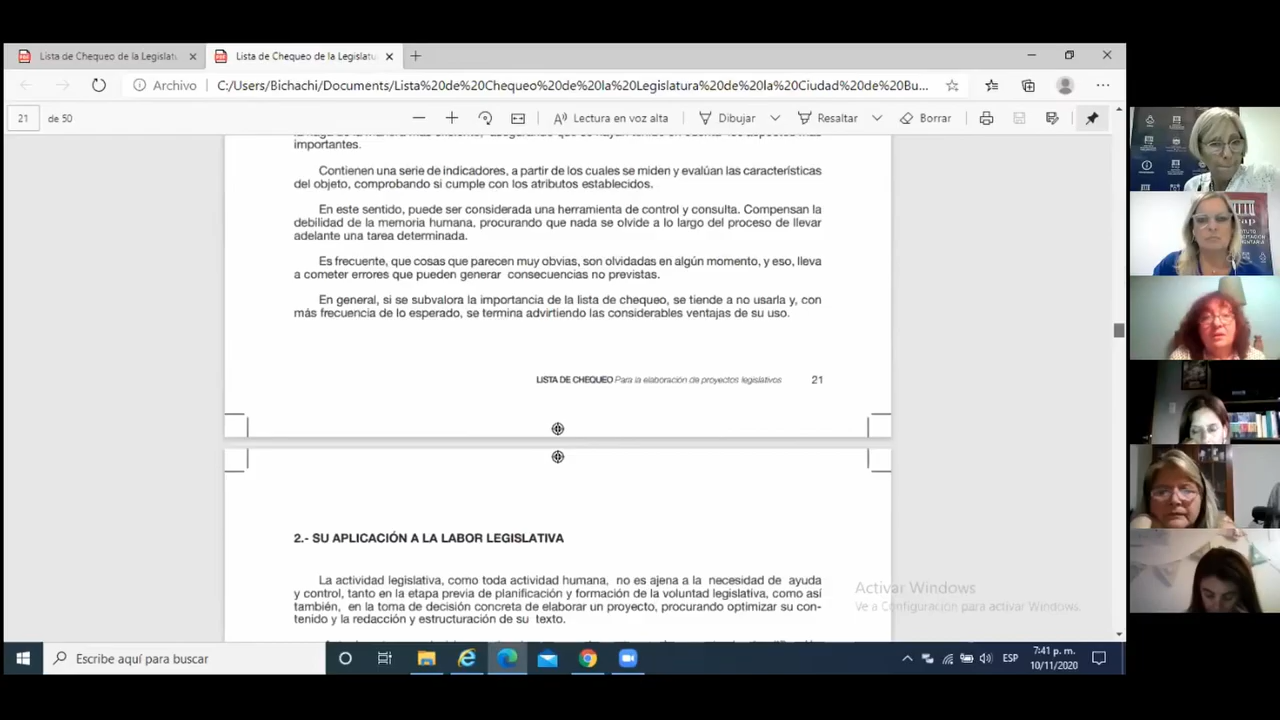 Lista de Chequeo de la Legislatu
Lista de Chequeo de la Legislatu
Archivo
C:/Users/Bichachi/Documents/Lista%20de%20Chequeo%20de%20la%20Legislatura%20de%20la%20Ciudad%20de%20Bu...
21 de 50
Lectura en voz alta
Dibujar
Resaltar
Borrar
importantes.
Contienen una serie de indicadores, a partir de los cuales se miden y evalúan las características
del objeto, comprobando si cumple con los atributos establecidos.
En este sentido, puede ser considerada una herramienta de control y consulta. Compensan la
debilidad de la memoria humana, procurando que nada se olvide a lo largo del proceso de llevar
adelante una tarea determinada.
Es frecuente, que cosas que parecen muy obvias, son olvidadas en algún momento, y eso, lleva
a cometer errores que pueden generar consecuencias no previstas.
En general, si se subvalora la importancia de la lista de chequeo, se tiende a no usarla y, con
más frecuencia de lo esperado, se termina advirtiendo las considerables ventajas de su uso.
LISTA DE CHEQUEO Para la elaboración de proyectos legislativos 21
2.- SU APLICACIÓN A LA LABOR LEGISLATIVA
La actividad legislativa, como toda actividad humana, no es ajena a la necesidad de ayuda
y control, tanto en la etapa previa de planificación y formación de la voluntad legislativa, como así
también, en la toma de decisión concreta de elaborar un proyecto, procurando optimizar su con-
tenido y la redacción y estructuración de su texto.
Activar Windows
Ve a Configuración para activar Windows.
Escribe aquí para buscar
ESP
7:41 p. m.
10/11/2020